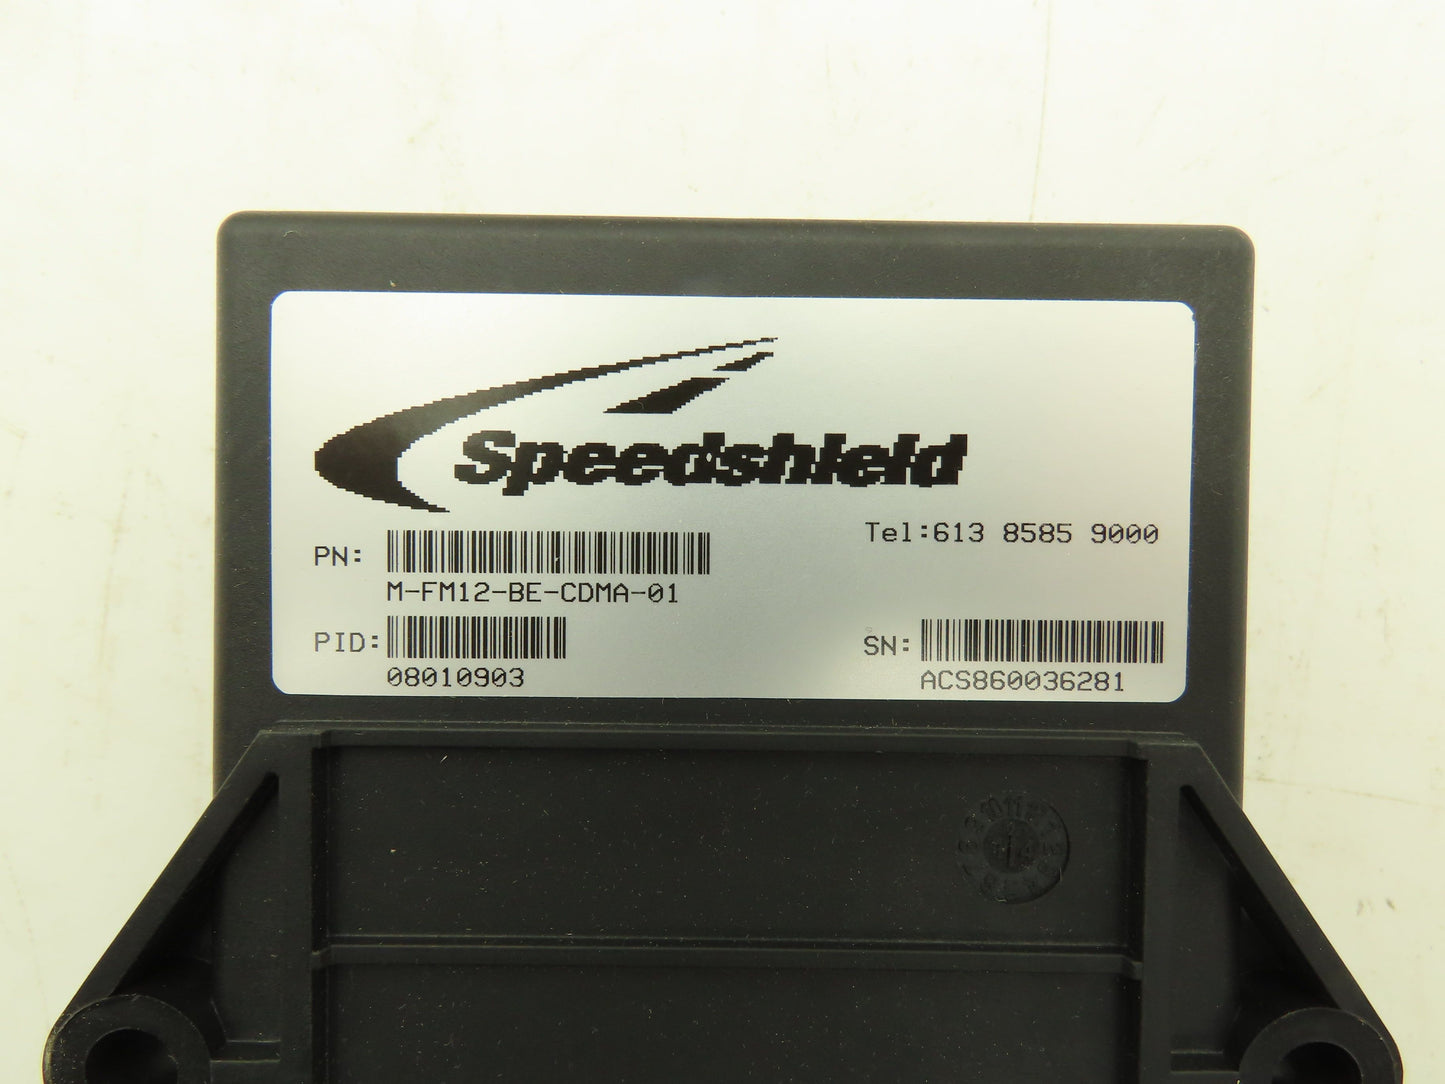 Speedshield
Tel:613 8585 9000
PN:
M-FM12-BE-CDMA-01
PID:
08010903
SN:
ACS860036281